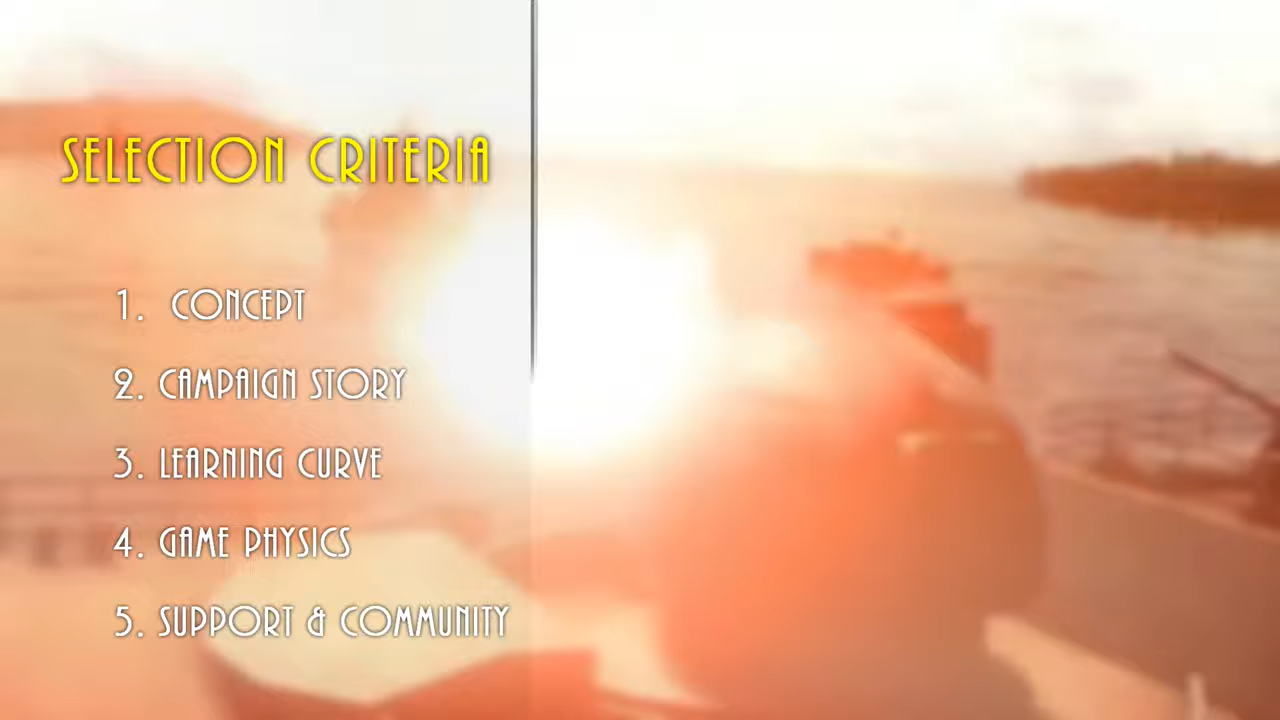 SELECTION CRITERIA
1. CONCEPT
2. CAMPAIGN STORY
3. LEARNING CURVE
4. GAME PHYSICS
5. SUPPORT & COMMUNITY